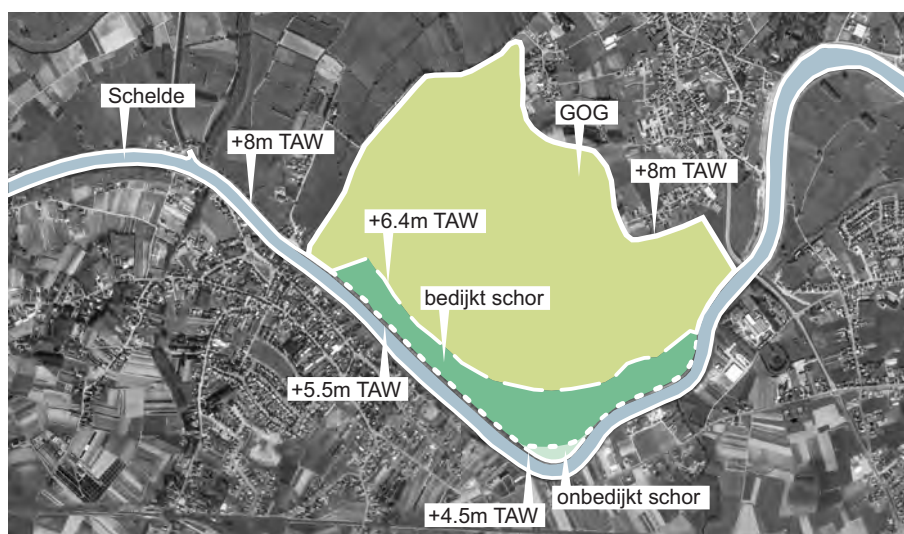 Schelde
GOG
+8m TAW
+8m TAW
+6.4m TAW
bedijkt schor
+5.5m TAW
onbedijkt schor
+4.5m TAW